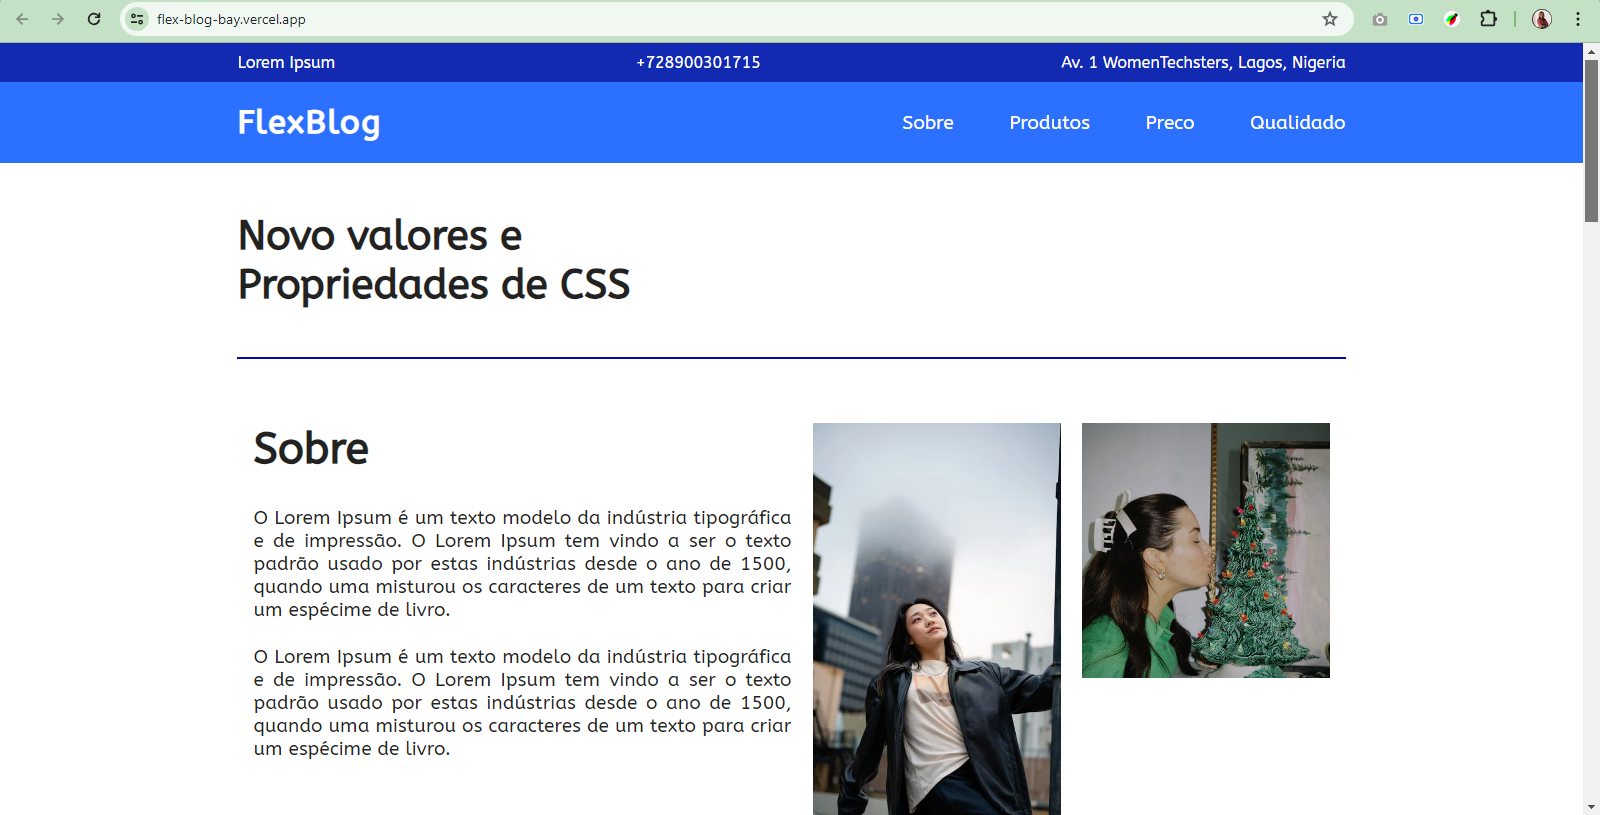 flex-blog-bay.vercel.app
Lorem Ipsum
+728900301715
Av. 1 WomenTechsters, Lagos, Nigeria
FlexBlog
Sobre
Produtos
Preco
Qualidado
Novo valores e
Propriedades de CSS
Sobre
O Lorem Ipsum é um texto modelo da indústria tipográfica
e de impressão. O Lorem Ipsum tem vindo a ser o texto
padrão usado por estas indústrias desde o ano de 1500,
quando uma misturou os caracteres de um texto para criar
um espécime de livro.
O Lorem Ipsum é um texto modelo da indústria tipográfica
e de impressão. O Lorem Ipsum tem vindo a ser o texto
padrão usado por estas indústrias desde o ano de 1500,
quando uma misturou os caracteres de um texto para criar
um espécime de livro.